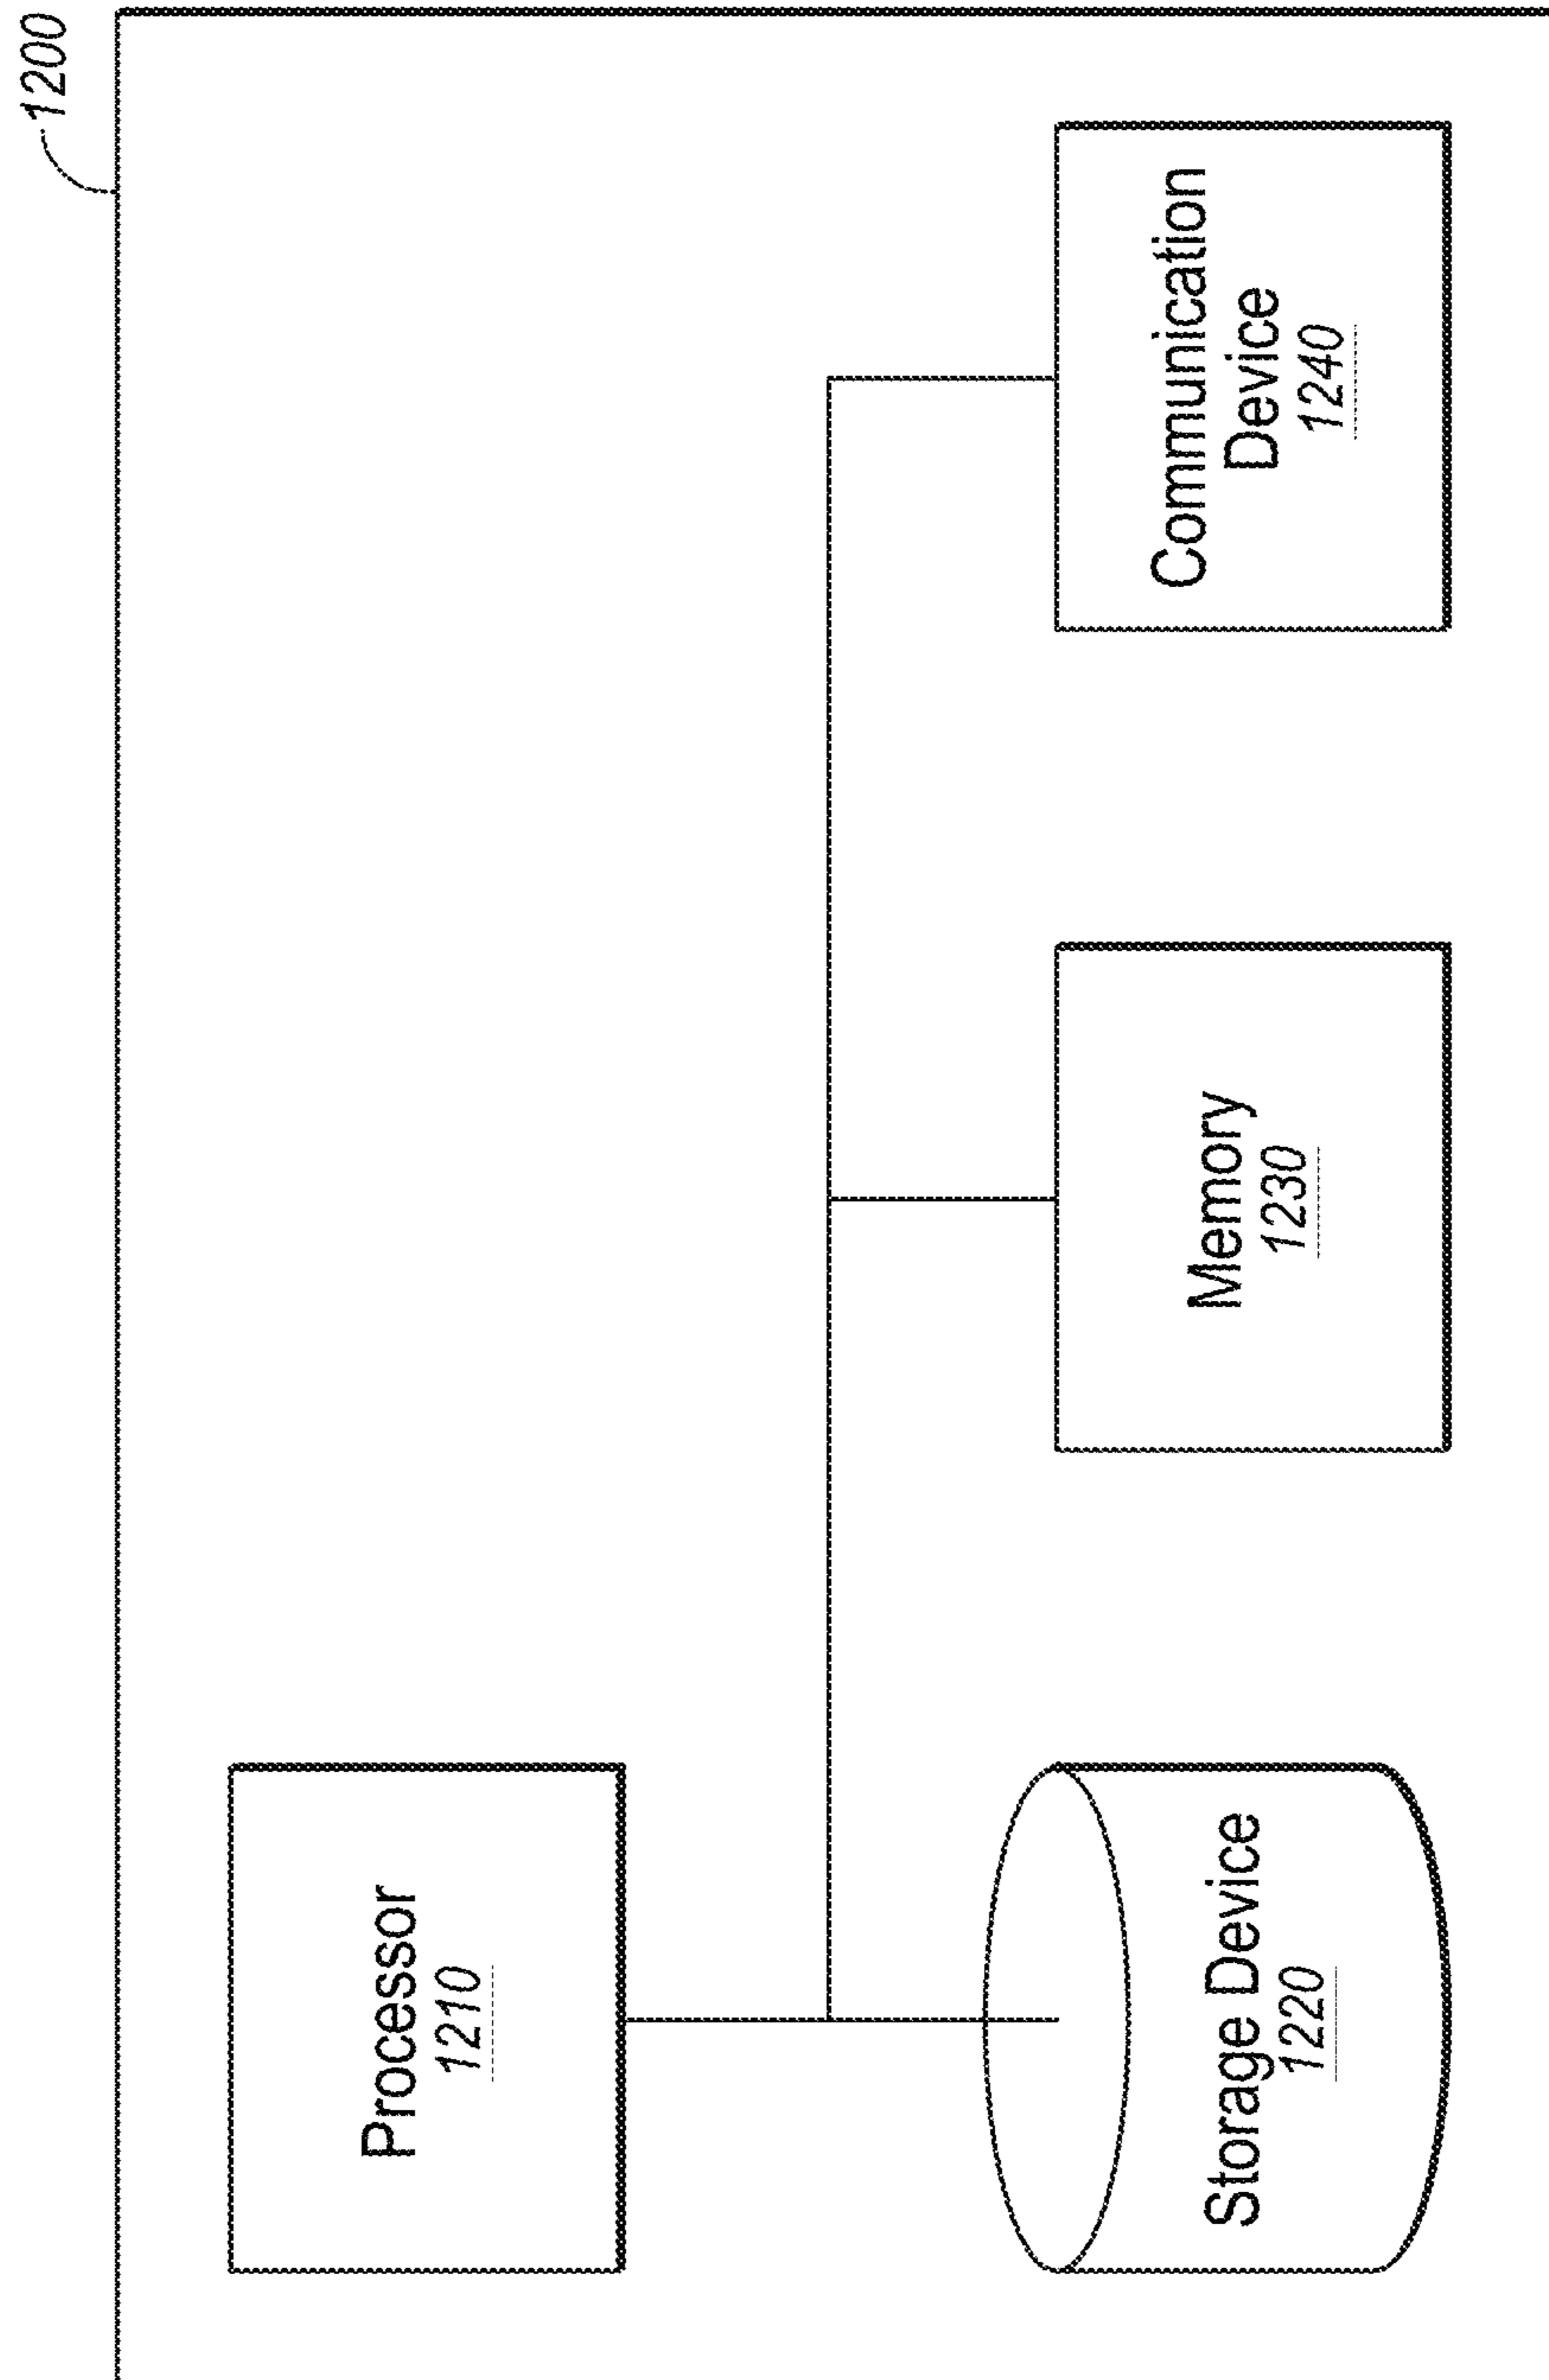 1200
Processor
1210
Storage Device
1220
Memory
1230
Communication
Device
1240